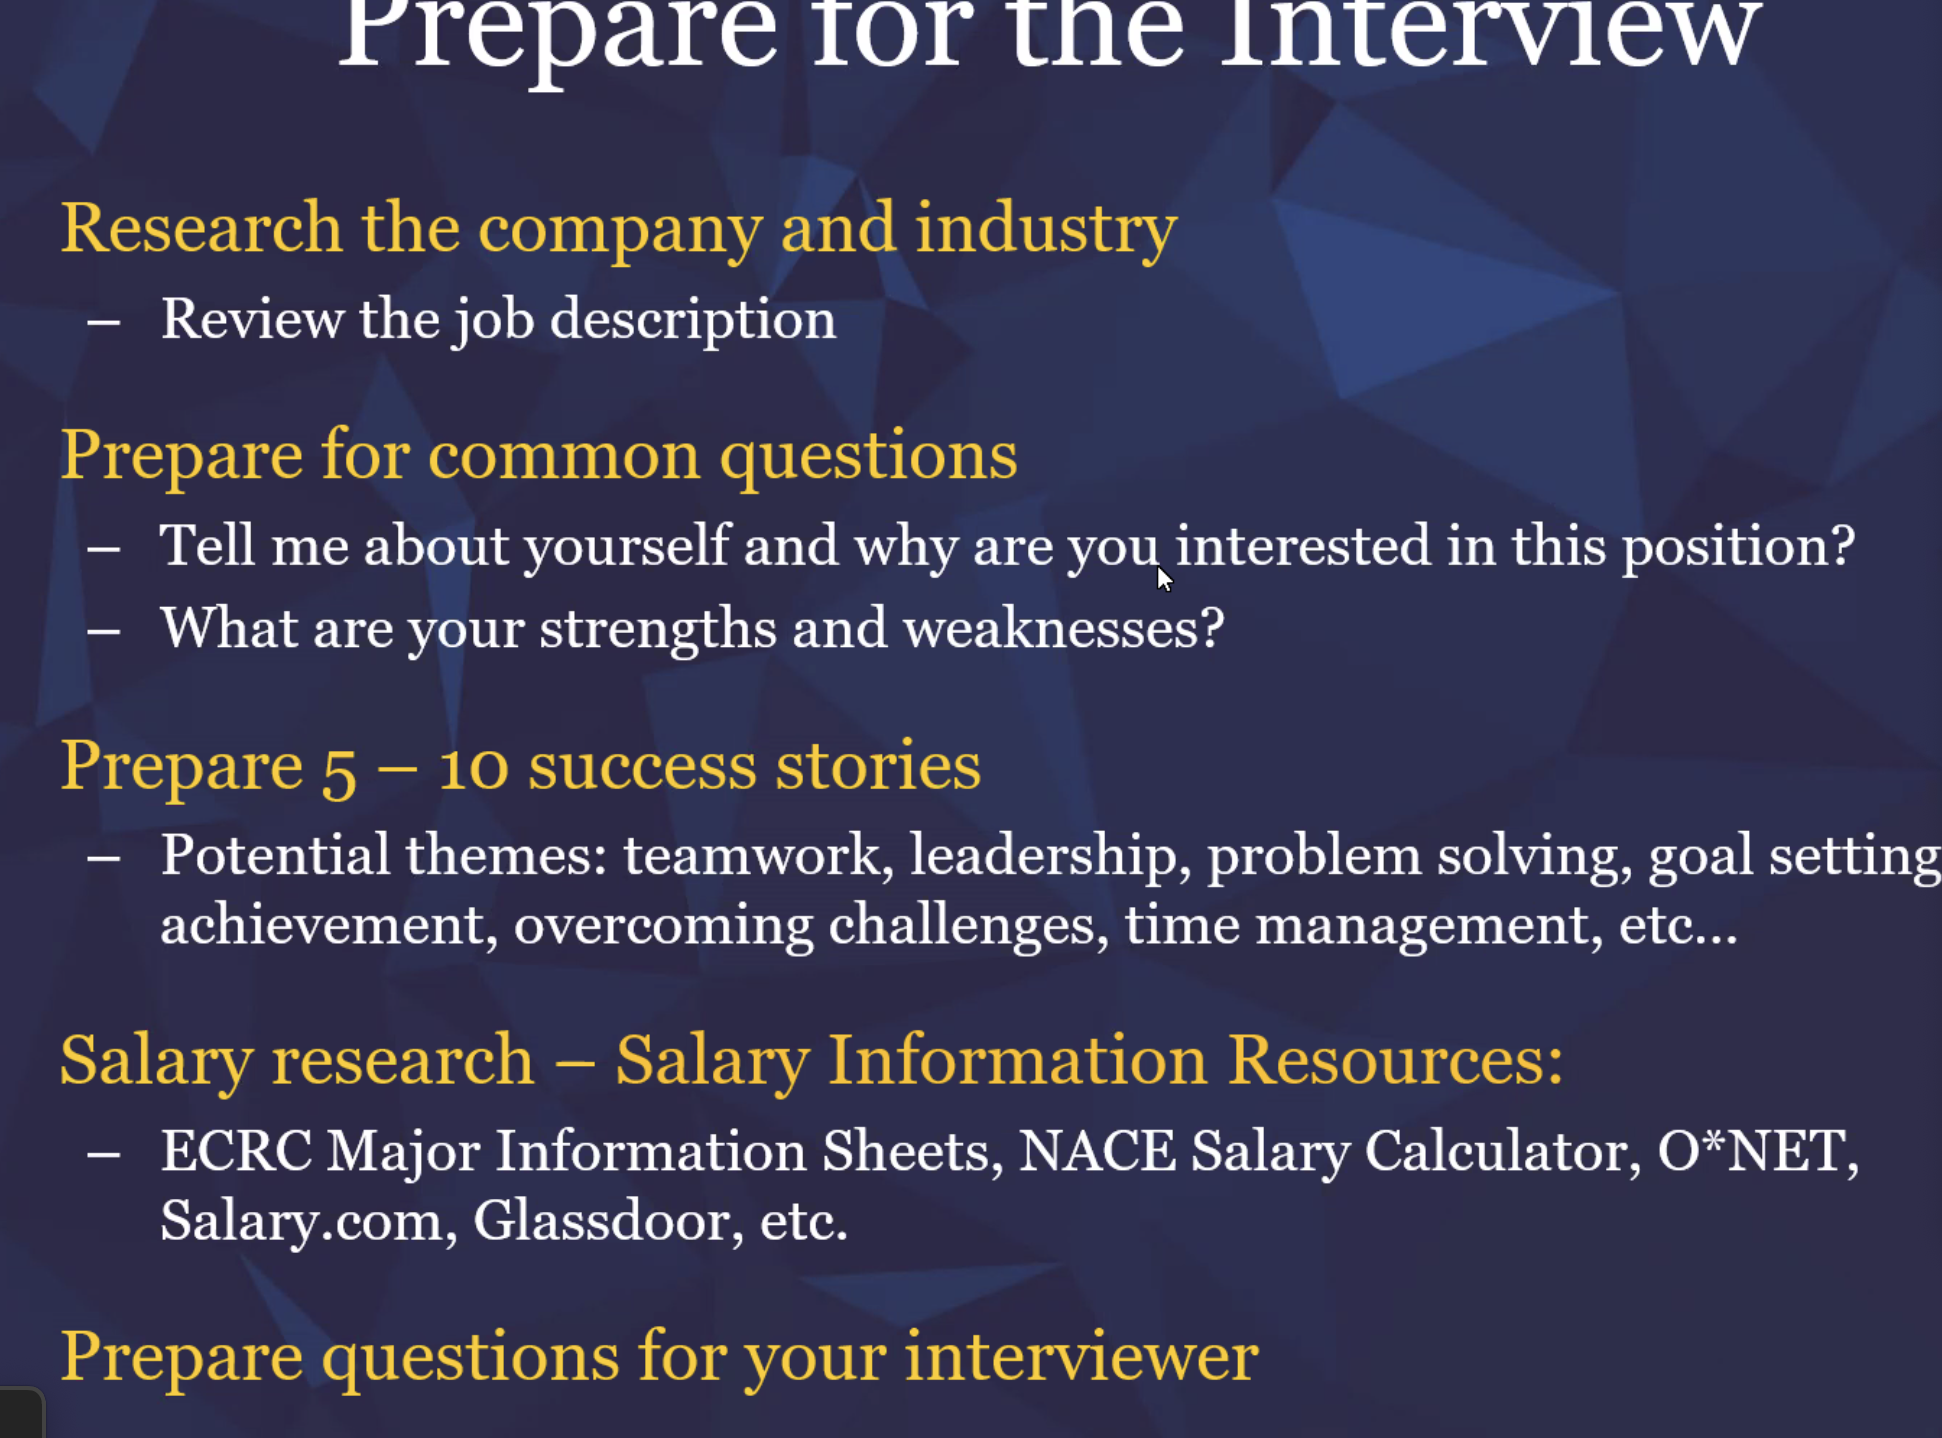 Prepare for the Interview
Research the company and industry
– Review the job description
Prepare for common questions
– Tell me about yourself and why are you interested in this position?
– What are your strengths and weaknesses?
Prepare 5 – 10 success stories
– Potential themes: teamwork, leadership, problem solving, goal setting
achievement, overcoming challenges, time management, etc...
Salary research – Salary Information Resources:
– ECRC Major Information Sheets, NACE Salary Calculator, O*NET,
Salary.com, Glassdoor, etc.
Prepare questions for your interviewer